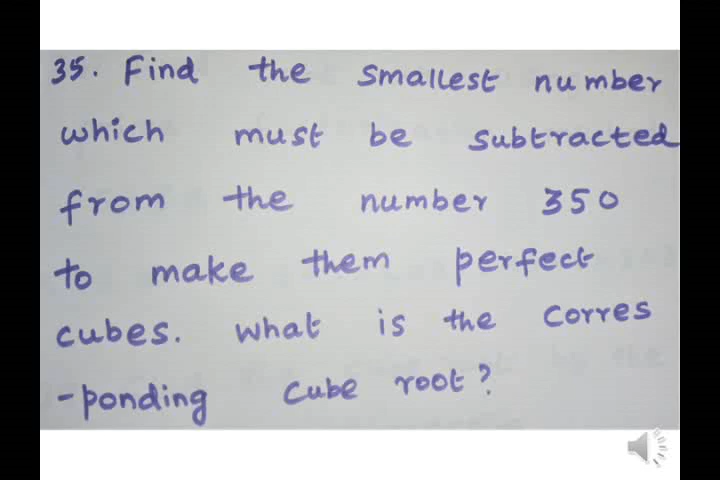 35. Find the smallest number
which must be subtracted
from the number 350
to make them perfect
cubes. What is the corres
-ponding cube root?